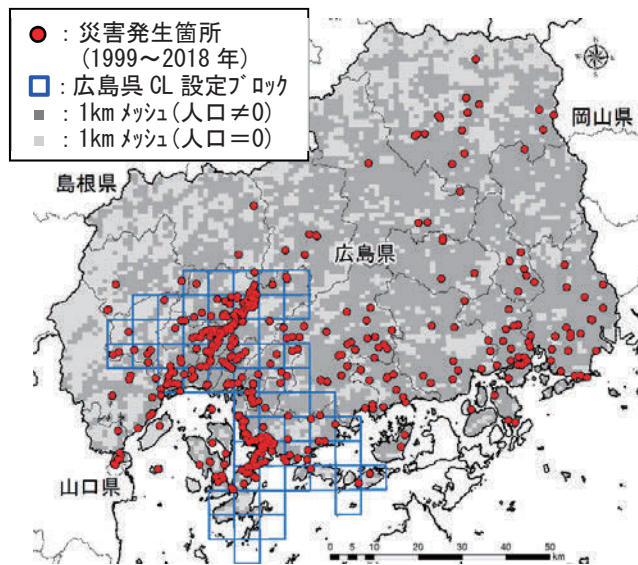 ：災害発生箇所
(1999～2018 年)
：広島県 CL 設定ﾌﾞﾛｯｸ
：1km ﾒｯｼｭ(人口≠0)
：1km ﾒｯｼｭ(人口＝0)
岡山県
島根県
広島県
山口県
0 5 10 20 30 40 50
km